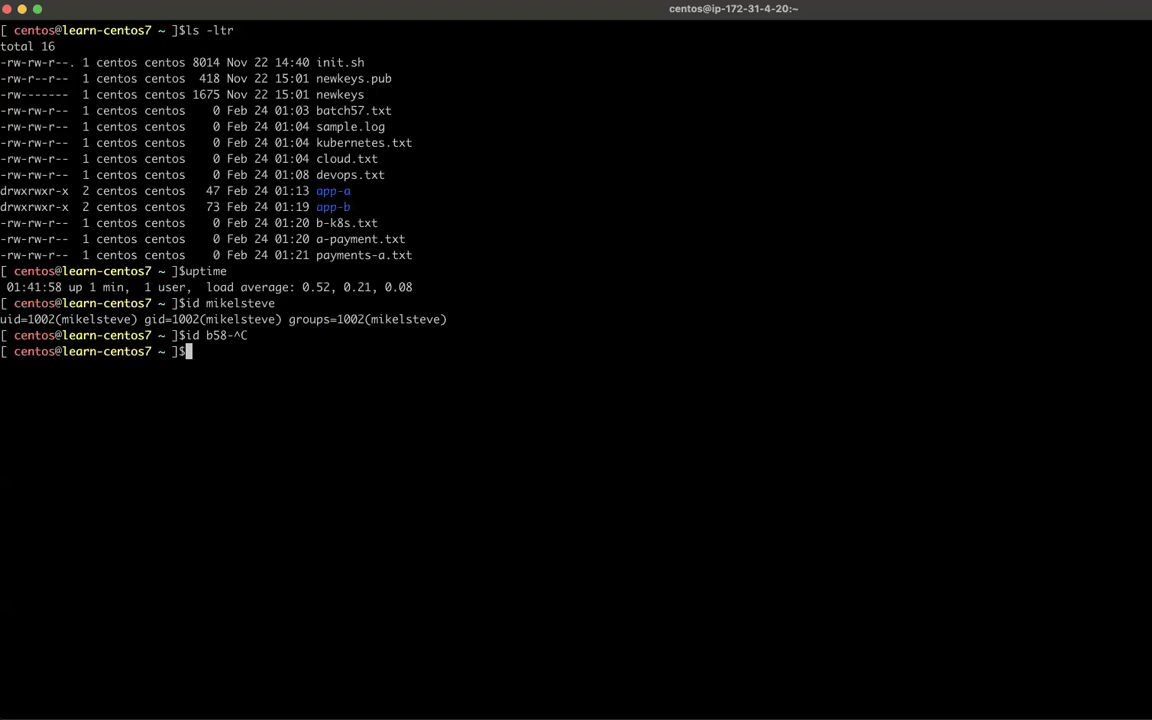 centos@ip-172-31-4-20:~
[ centos@learn-centos7 ~ ]$ls -ltr
total 16
-rw-rw-r--. 1 centos centos 8014 Nov 22 14:40 init.sh
-rw-r--r--  1 centos centos  418 Nov 22 15:01 newkeys.pub
-rw-------  1 centos centos 1675 Nov 22 15:01 newkeys
-rw-rw-r--  1 centos centos    0 Feb 24 01:03 batch57.txt
-rw-rw-r--  1 centos centos    0 Feb 24 01:04 sample.log
-rw-rw-r--  1 centos centos    0 Feb 24 01:04 kubernetes.txt
-rw-rw-r--  1 centos centos    0 Feb 24 01:04 cloud.txt
-rw-rw-r--  1 centos centos    0 Feb 24 01:08 devops.txt
drwxrwxr-x  2 centos centos   47 Feb 24 01:13 app-a
drwxrwxr-x  2 centos centos   73 Feb 24 01:19 app-b
-rw-rw-r--  1 centos centos    0 Feb 24 01:20 b-k8s.txt
-rw-rw-r--  1 centos centos    0 Feb 24 01:20 a-payment.txt
-rw-rw-r--  1 centos centos    0 Feb 24 01:21 payments-a.txt
[ centos@learn-centos7 ~ ]$uptime
 01:41:58 up 1 min,  1 user,  load average: 0.52, 0.21, 0.08
[ centos@learn-centos7 ~ ]$id mikelsteve
uid=1002(mikelsteve) gid=1002(mikelsteve) groups=1002(mikelsteve)
[ centos@learn-centos7 ~ ]$id b58-^C
[ centos@learn-centos7 ~ ]$